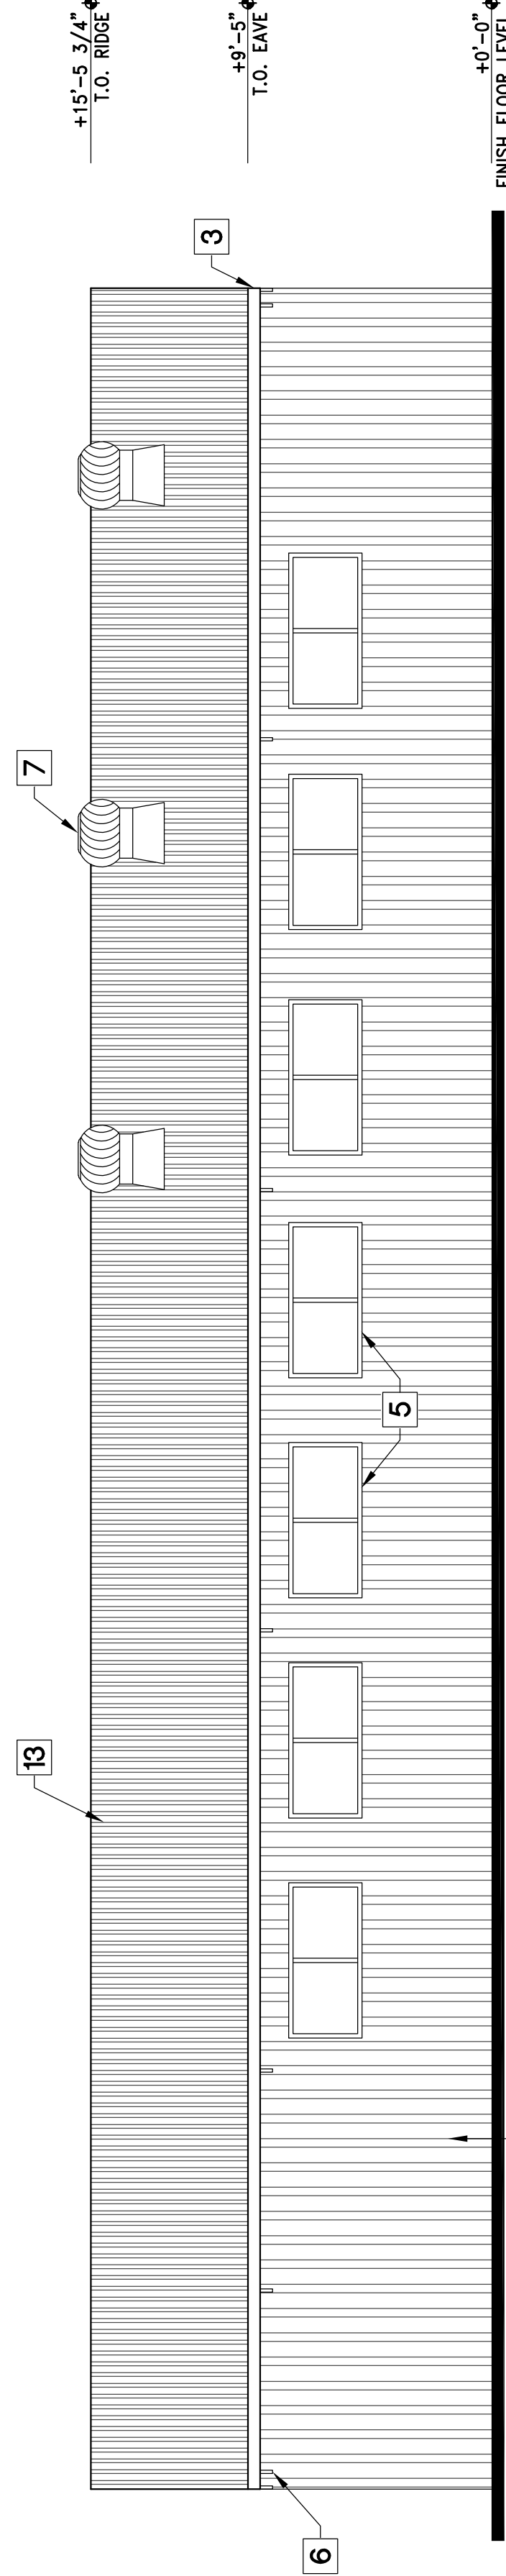 +15'-5 3/4"
T.O. RIDGE
+9'-5"
T.O. EAVE
+0'-0"
FINISH FLOOR LEVEL
3
7
5
13
6